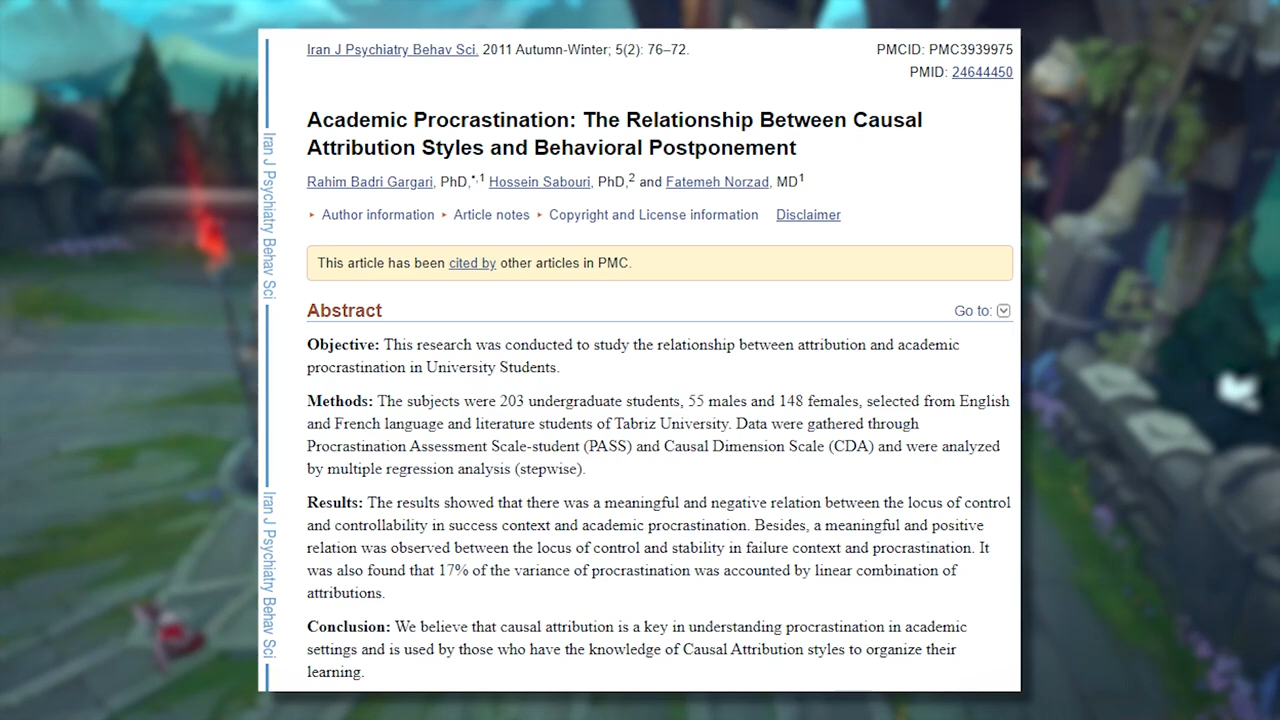 Iran J Psychiatry Behav Sci. 2011 Autumn-Winter; 5(2): 76–72.
PMCID: PMC3939975
PMID: 24644450
Academic Procrastination: The Relationship Between Causal
Attribution Styles and Behavioral Postponement
Rahim Badri Gargari, PhD,*,1 Hossein Sabouri, PhD,2 and Fatemeh Norzad, MD1
▸ Author information ▸ Article notes ▸ Copyright and License information Disclaimer
This article has been cited by other articles in PMC.
Abstract
Go to:
Objective: This research was conducted to study the relationship between attribution and academic
procrastination in University Students.
Methods: The subjects were 203 undergraduate students, 55 males and 148 females, selected from English
and French language and literature students of Tabriz University. Data were gathered through
Procrastination Assessment Scale-student (PASS) and Causal Dimension Scale (CDA) and were analyzed
by multiple regression analysis (stepwise).
Results: The results showed that there was a meaningful and negative relation between the locus of control
and controllability in success context and academic procrastination. Besides, a meaningful and positive
relation was observed between the locus of control and stability in failure context and procrastination. It
was also found that 17% of the variance of procrastination was accounted by linear combination of
attributions.
Conclusion: We believe that causal attribution is a key in understanding procrastination in academic
settings and is used by those who have the knowledge of Causal Attribution styles to organize their
learning.
Iran J Psychiatry Behav Sci
Iran J Psychiatry Behav Sci